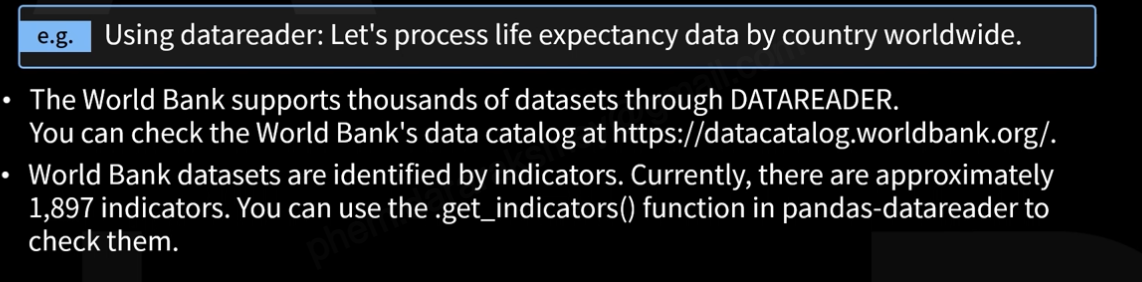 e.g. Using datareader: Let's process life expectancy data by country worldwide.
• The World Bank supports thousands of datasets through DATAREADER.
You can check the World Bank's data catalog at https://datacatalog.worldbank.org/.
• World Bank datasets are identified by indicators. Currently, there are approximately
1,897 indicators. You can use the .get_indicators() function in pandas-datareader to
check them.